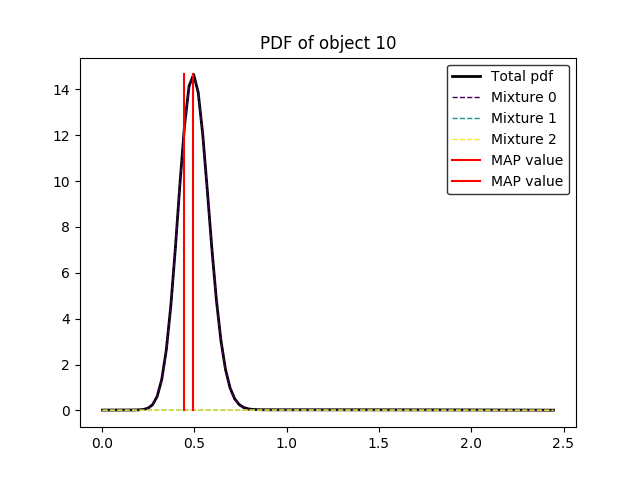 PDF of object 10
Total pdf
Mixture 0
Mixture 1
Mixture 2
MAP value
MAP value
14
12
10
8
6
4
2
0
0.0 0.5 1.0 1.5 2.0 2.5